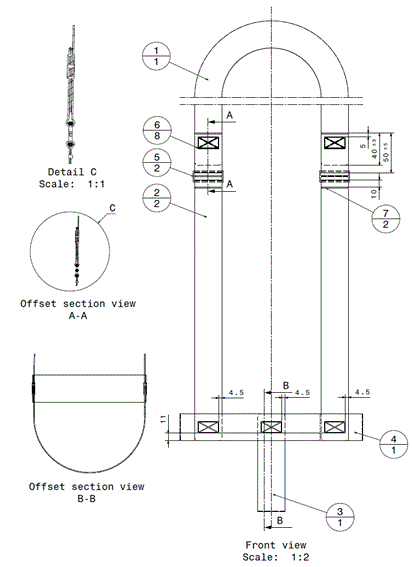 1
1
A
6
8
5
40 ±5
50 ±5
5
2
A
10
Detail C
Scale: 1:1
2
2
7
2
C
Offset section view
A-A
B
4.5
4.5
4.5
11
4
1
Offset section view
B-B
3
1
B
Front view
Scale: 1:2